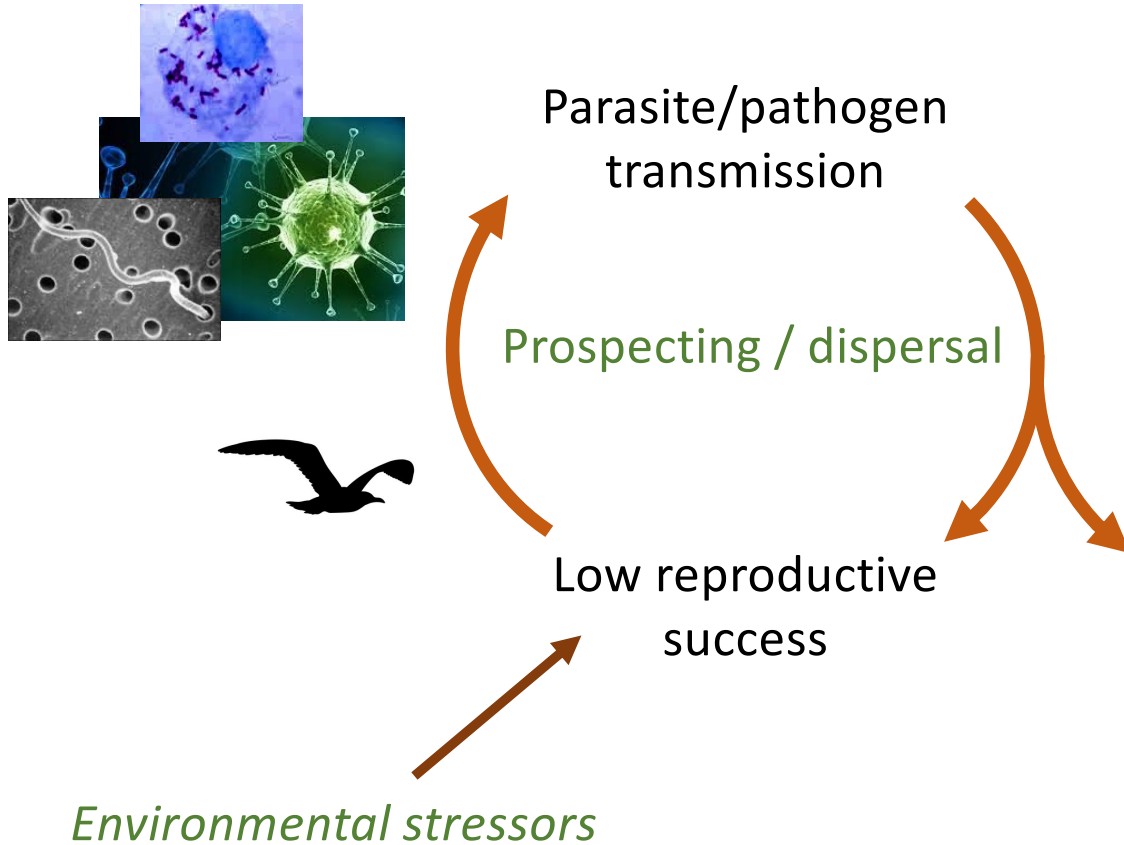 Parasite/pathogen
transmission
Prospecting / dispersal
Low reproductive
success
Environmental stressors